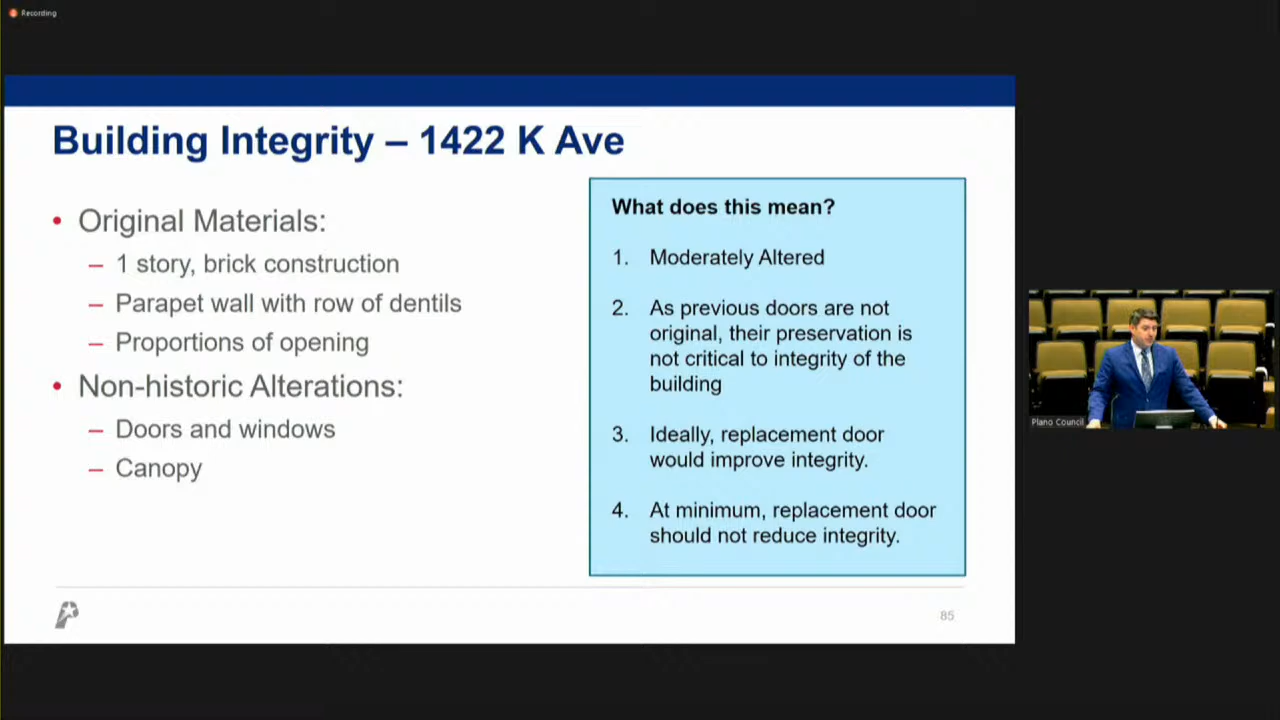 Recording
Building Integrity – 1422 K Ave
• Original Materials:
– 1 story, brick construction
– Parapet wall with row of dentils
– Proportions of opening
• Non-historic Alterations:
– Doors and windows
– Canopy
What does this mean?
1. Moderately Altered
2. As previous doors are not
original, their preservation is
not critical to integrity of the
building
3. Ideally, replacement door
would improve integrity.
4. At minimum, replacement door
should not reduce integrity.
85
Plano Council